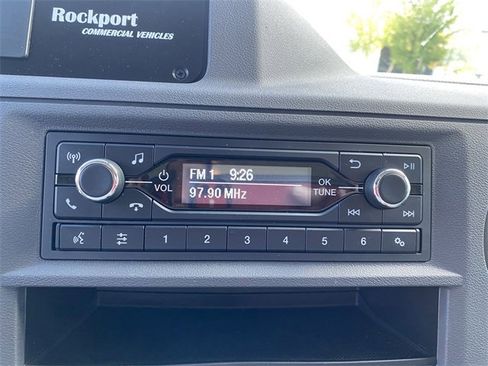 Rockport
COMMERCIAL VEHICLES
FM 1 9:26
97.90 MHz
VOL
OK
TUNE
1 2 3 4 5 6